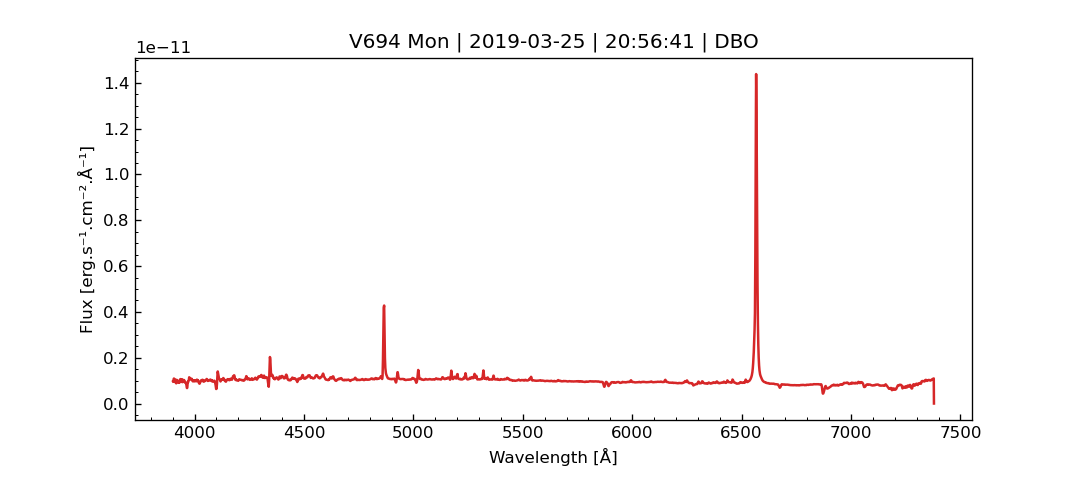 V694 Mon | 2019-03-25 | 20:56:41 | DBO
1e−11
1.4
1.2
1.0
0.8
0.6
0.4
0.2
0.0
Flux [erg.s⁻¹.cm⁻².Å⁻¹]
4000 4500 5000 5500 6000 6500 7000 7500
Wavelength [Å]